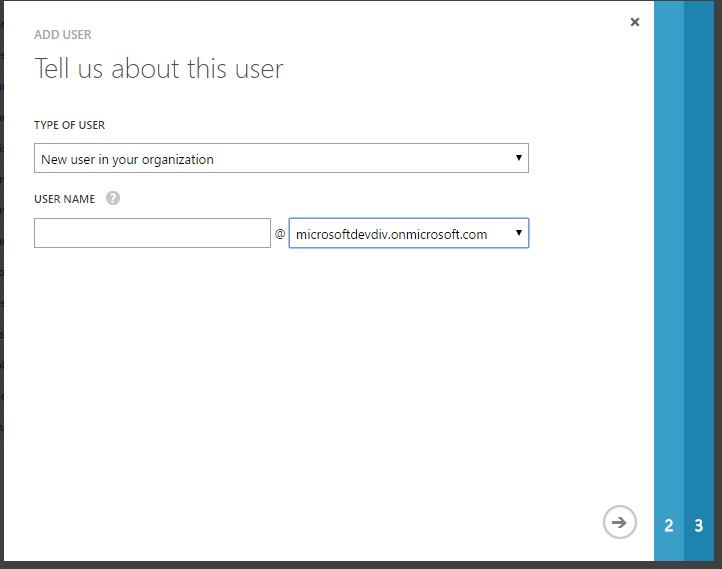 ADD USER
Tell us about this user
TYPE OF USER
New user in your organization
USER NAME ?
@ microsoftdevdiv.onmicrosoft.com
2 3